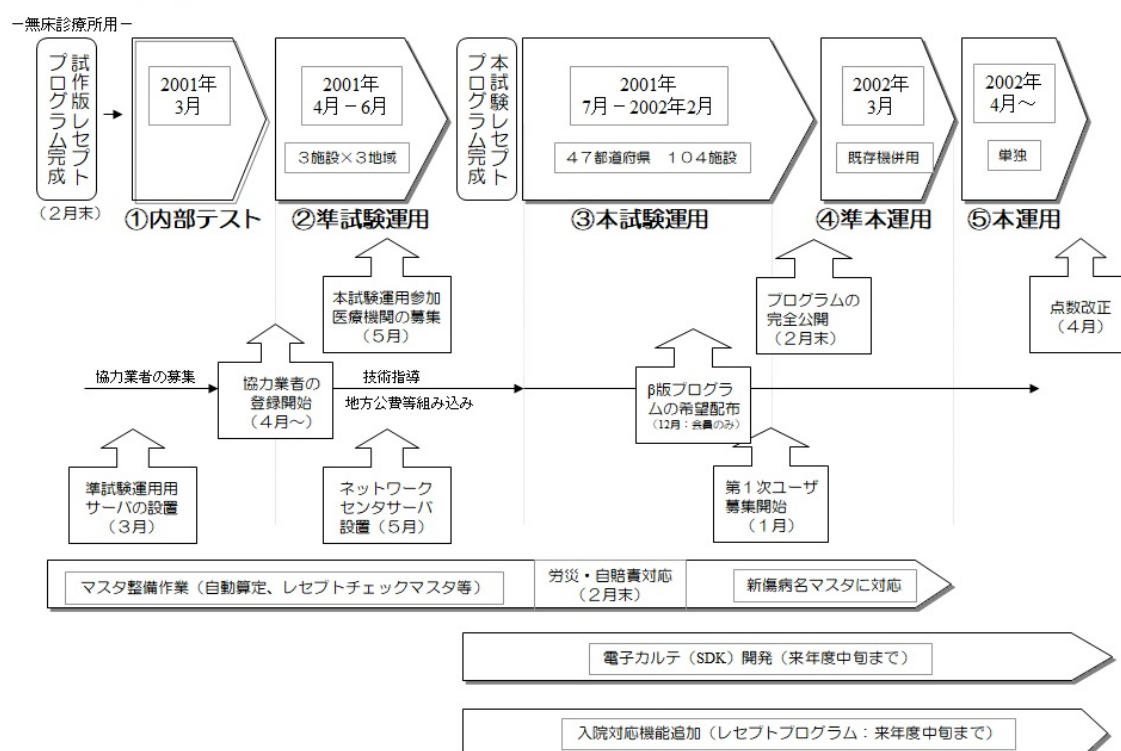 －無床診療所用－
試作版レセプト
プログラム完成
（２月末）
2001年
3月
①内部テスト
2001年
4月－6月
３施設×３地域
②準試験運用
本試験レセプト
プログラム完成
2001年
7月－2002年2月
４７都道府県　１０４施設
③本試験運用
2002年
3月
既存機併用
④準本運用
2002年
4月～
単独
⑤本運用
本試験運用参加
医療機関の募集
（５月）
プログラムの
完全公開
（２月末）
点数改正
（４月）
協力業者の募集
協力業者の
登録開始
（４月～）
技術指導
地方公費等組み込み
β版プログラ
ムの希望配布
（12月：会員のみ）
準試験運用用
サーバの設置
（３月）
ネットワーク
センタサーバ
設置（５月）
第１次ユーザ
募集開始
（１月）
マスタ整備作業（自動算定、レセプトチェックマスタ等）
労災・自賠責対応
（２月末）
新傷病名マスタに対応
電子カルテ（SDK）開発（来年度中旬まで）
入院対応機能追加（レセプトプログラム：来年度中旬まで）